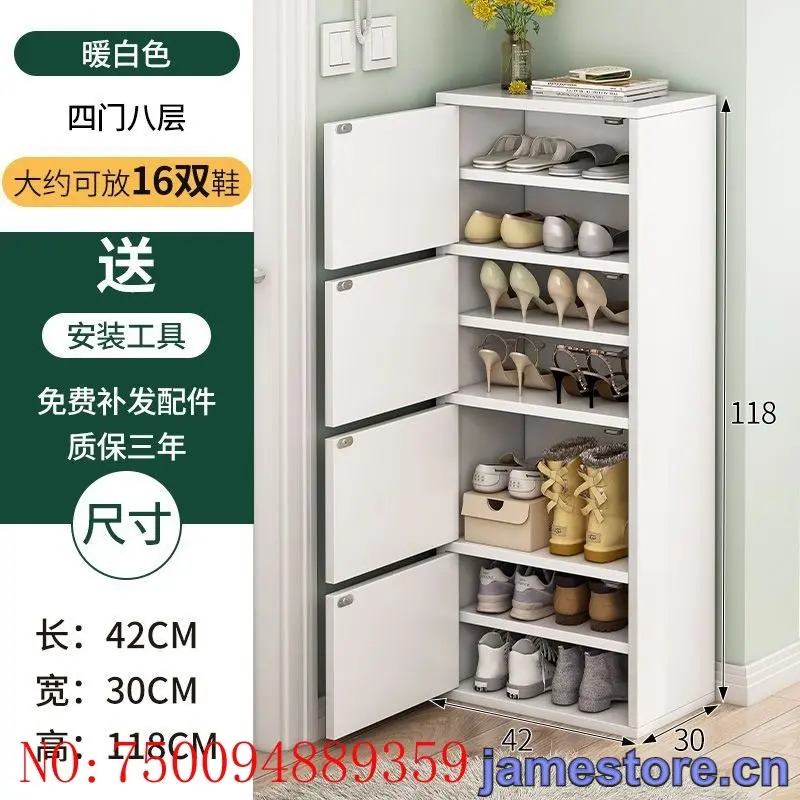 暖白色
四门八层
大约可放16双鞋
送
安装工具
免费补发配件
质保三年
尺寸
长：42CM
宽：30CM
高：118CM
118
42
30
NO:750094889359
jamestore.cn